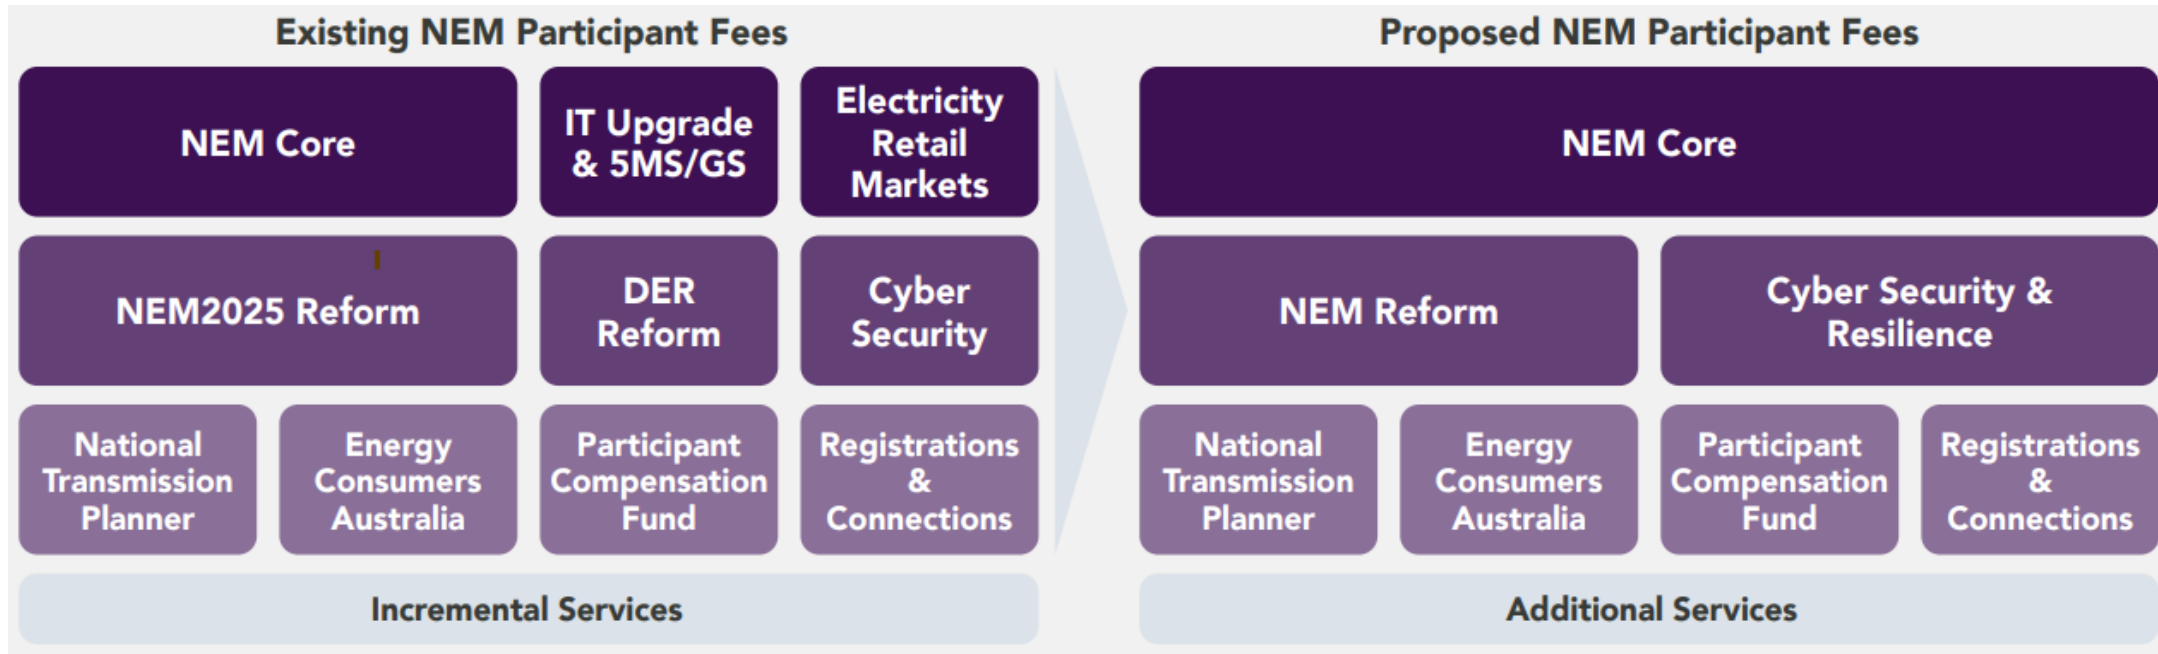 Existing NEM Participant Fees
NEM Core
IT Upgrade
& 5MS/GS
Electricity
Retail
Markets
NEM2025 Reform
DER
Reform
Cyber
Security
National
Transmission
Planner
Energy
Consumers
Australia
Participant
Compensation
Fund
Registrations
&
Connections
Incremental Services
Proposed NEM Participant Fees
NEM Core
NEM Reform
Cyber Security &
Resilience
National
Transmission
Planner
Energy
Consumers
Australia
Participant
Compensation
Fund
Registrations
&
Connections
Additional Services